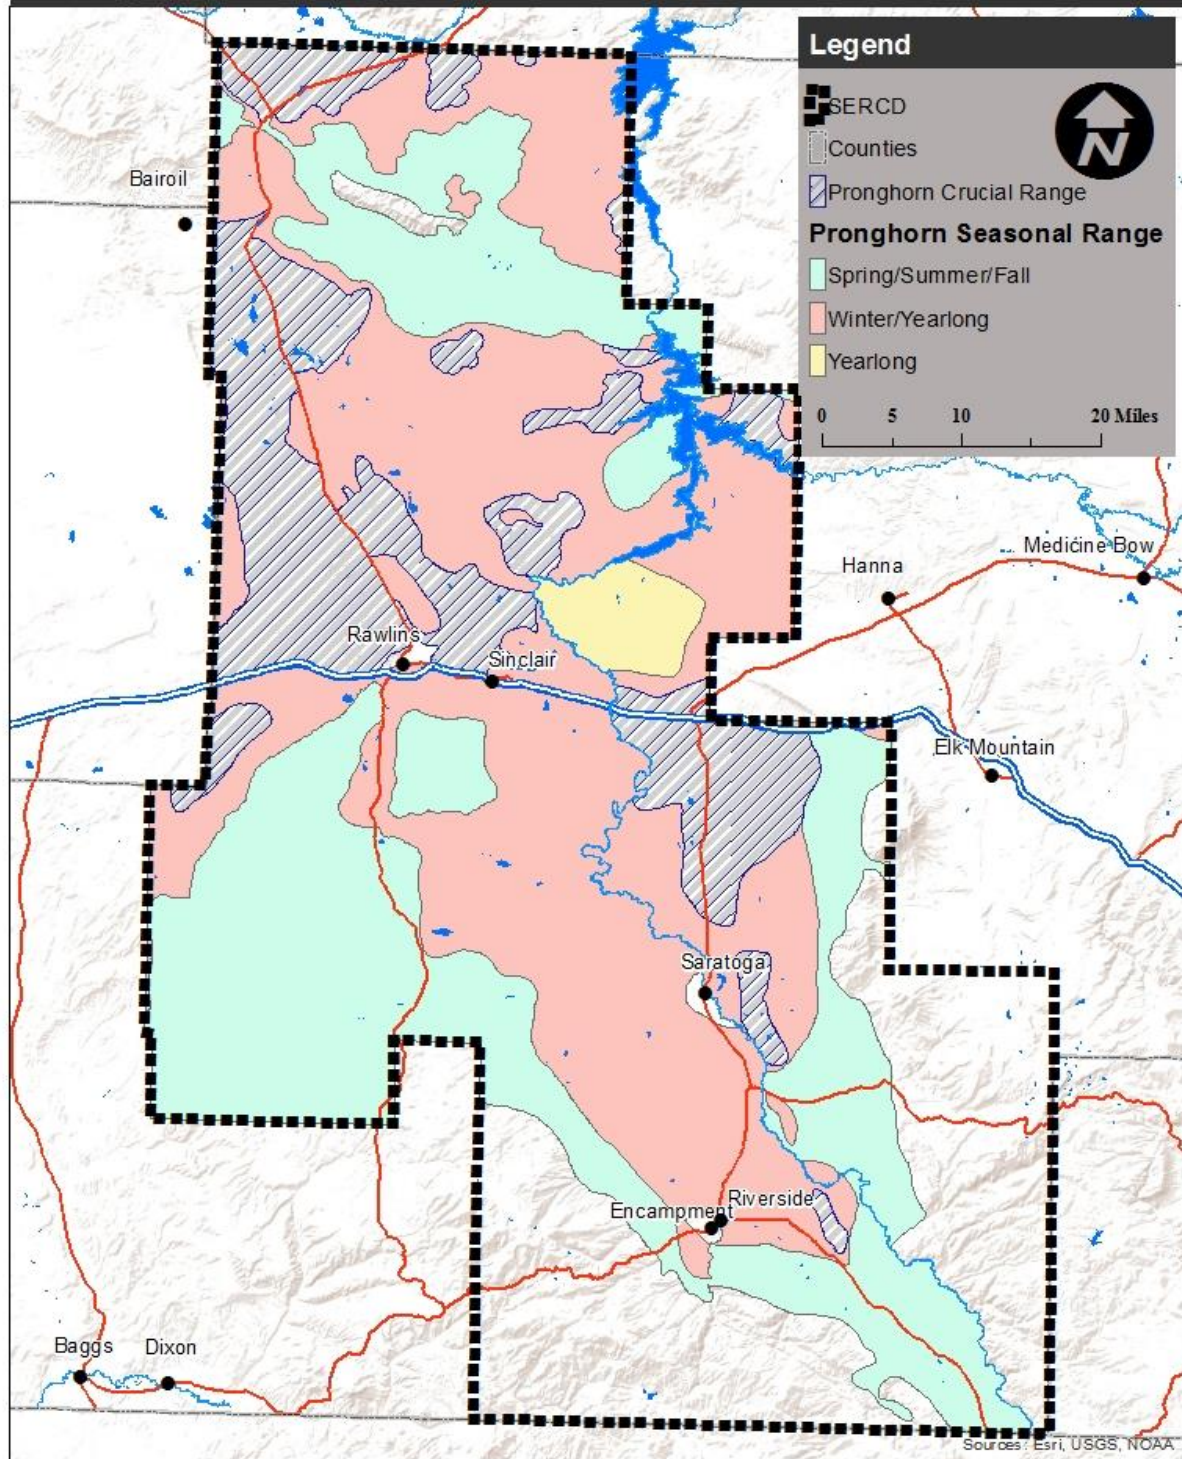 Legend
SERCD
N
Counties
Pronghorn Crucial Range
Pronghorn Seasonal Range
Spring/Summer/Fall
Winter/Yearlong
Yearlong
0 5 10 20 Miles
Bairoil
Medicine Bow
Hanna
Rawlins
Sinclair
Elk Mountain
Saratoga
Riverside
Encampment
Baggs
Dixon
Sources: Esri, USGS, NOAA